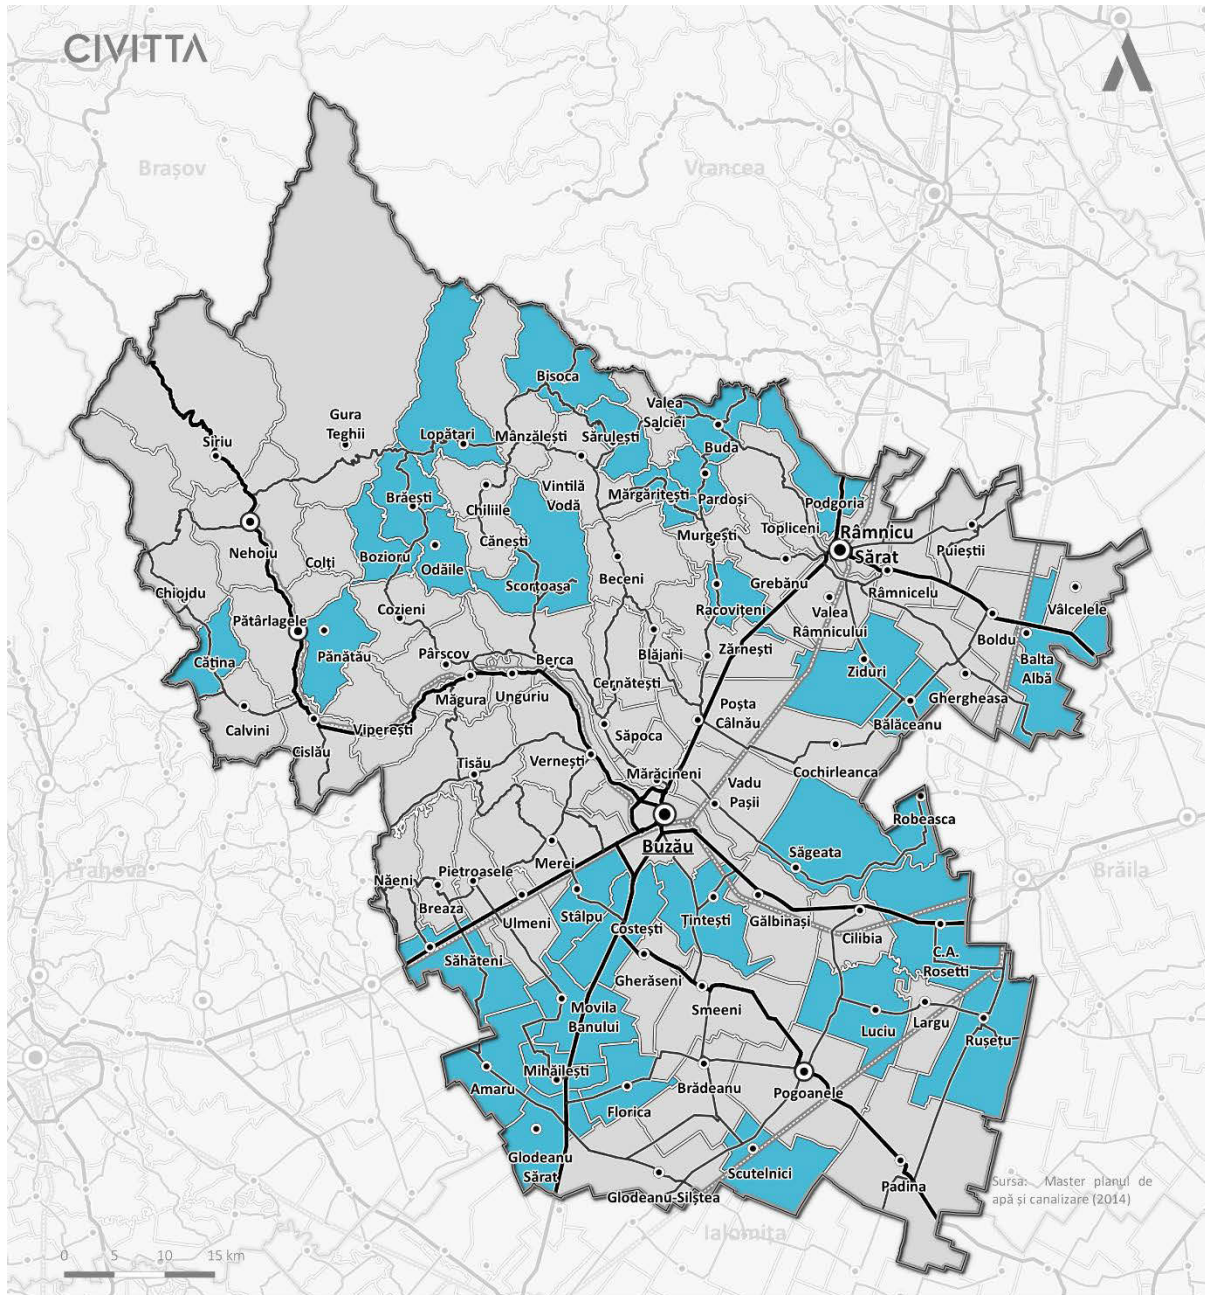 CIVITTA
Brașov
Vrancea
Bisoca
Valea
Salciei
Gura
Teghii
Siriu
Lopătari
Mânzălești
Sărulești
Buda
Brăești
Chiliile
Vintilă
Vodă
Mărgăritești
Pardoși
Podgoria
Topliceni
Râmnicu
Sărat
Murgești
Puieștii
Nehoiu
Colți
Bozioru
Odăile
Cănești
Scorțoasa
Beceni
Grebănu
Râmnicelu
Chiojdu
Vâlcelele
Pătârlagele
Cozieni
Racovițeni
Valea
Râmnicului
Boldu
Cătina
Pănătău
Pârscov
Berca
Blăjani
Zărnești
Ziduri
Balta
Albă
Măgura
Unguriu
Cernătești
Ghergheasa
Calvini
Viperești
Poșta
Câlnău
Bălăceanu
Cislău
Săpoca
Tisău
Vernești
Mărăcineni
Vadu
Pașii
Cochirleanca
Robeasca
Buzău
Săgeata
Prahova
Brăila
Merei
Pietroasele
Năeni
Breaza
Ulmeni
Stâlpu
Costești
Țintești
Gălbinași
Cilibia
Săhăteni
Gherăseni
C.A.
Rosetti
Smeeni
Movila
Banului
Luciu
Largu
Rușețu
Mihăilești
Amaru
Brădeanu
Pogoanele
Florica
Glodeanu
Sărat
Scutelnici
Glodeanu-Siliștea
Padina
Sursa: Master planul de
apă și canalizare (2014)
Ialomița
0 5 10 15 km